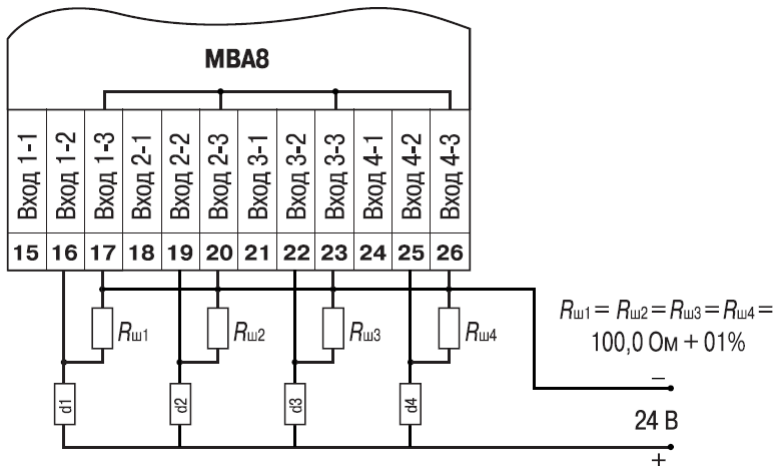 МВА8
Вход 1-1 Вход 1-2 Вход 1-3 Вход 2-1 Вход 2-2 Вход 2-3 Вход 3-1 Вход 3-2 Вход 3-3 Вход 4-1 Вход 4-2 Вход 4-3
15 16 17 18 19 20 21 22 23 24 25 26
Rш1 Rш2 Rш3 Rш4
Rш1 = Rш2 = Rш3 = Rш4 =
100,0 Ом + 01%
d1 d2 d3 d4
–
24 В
+